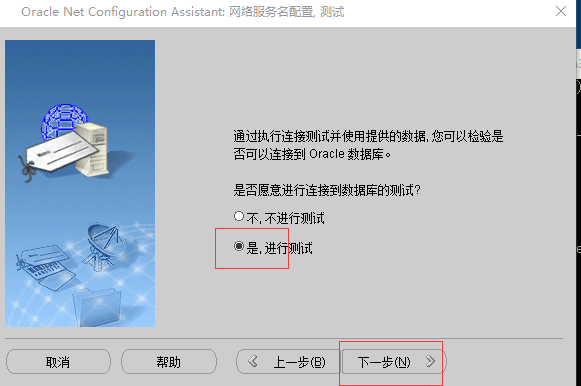 Oracle Net Configuration Assistant: 网络服务名配置, 测试
通过执行连接测试并使用提供的数据, 您可以检验是
否可以连接到 Oracle 数据库。
是否愿意进行连接到数据库的测试?
不, 不进行测试
是, 进行测试
取消
帮助
上一步(B)
下一步(N)